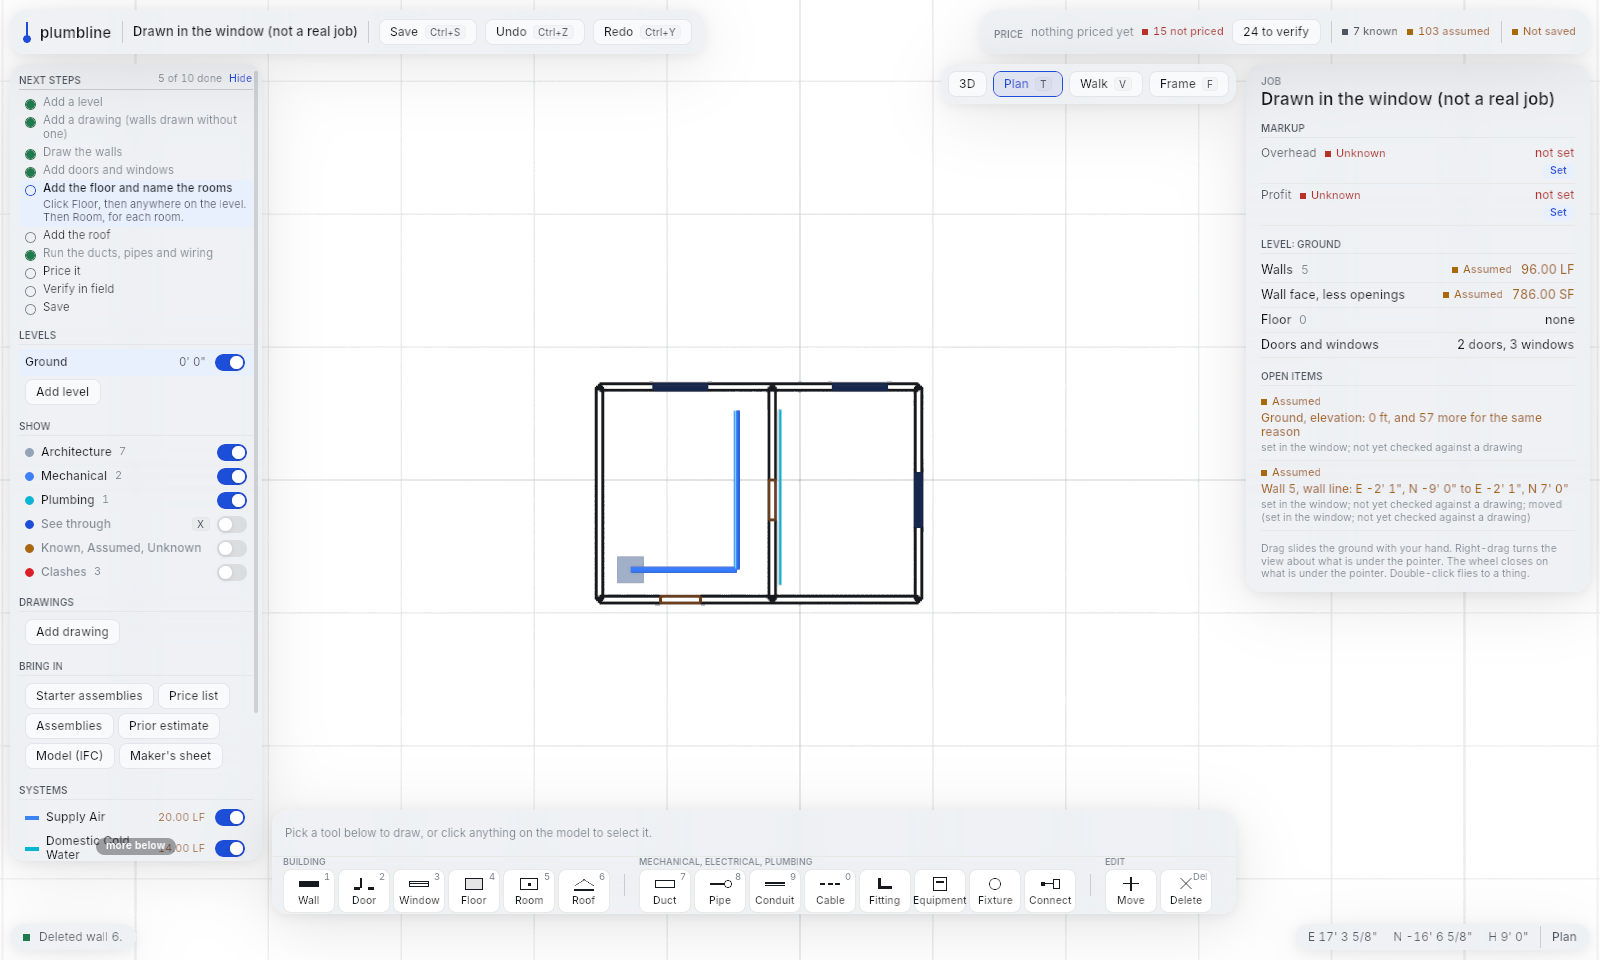 plumbline
Drawn in the window (not a real job)
Save Ctrl+S
Undo Ctrl+Z
Redo Ctrl+Y
PRICE nothing priced yet 15 not priced 24 to verify 7 known 103 assumed Not saved
3D
Plan T
Walk V
Frame F
NEXT STEPS 5 of 10 done Hide
Add a level
Add a drawing (walls drawn without
one)
Draw the walls
Add doors and windows
Add the floor and name the rooms
Click Floor, then anywhere on the level.
Then Room, for each room.
Add the roof
Run the ducts, pipes and wiring
Price it
Verify in field
Save
LEVELS
Ground 0' 0"
Add level
SHOW
Architecture 7
Mechanical 2
Plumbing 1
See through X
Known, Assumed, Unknown
Clashes 3
DRAWINGS
Add drawing
BRING IN
Starter assemblies Price list
Assemblies Prior estimate
Model (IFC) Maker's sheet
SYSTEMS
Supply Air 20.00 LF
Domestic Cold
Water 14.00 LF
more below
JOB
Drawn in the window (not a real job)
MARKUP
Overhead Unknown not set
Set
Profit Unknown not set
Set
LEVEL: GROUND
Walls 5 Assumed 96.00 LF
Wall face, less openings Assumed 786.00 SF
Floor 0 none
Doors and windows 2 doors, 3 windows
OPEN ITEMS
Assumed
Ground, elevation: 0 ft, and 57 more for the same
reason
set in the window; not yet checked against a drawing
Assumed
Wall 5, wall line: E -2' 1", N -9' 0" to E -2' 1", N 7' 0"
set in the window; not yet checked against a drawing; moved
(set in the window; not yet checked against a drawing)
Drag slides the ground with your hand. Right-drag turns the
view about what is under the pointer. The wheel closes on
what is under the pointer. Double-click flies to a thing.
Pick a tool below to draw, or click anything on the model to select it.
BUILDING
Wall 1
Door 2
Window 3
Floor 4
Room 5
Roof 6
MECHANICAL, ELECTRICAL, PLUMBING
Duct 7
Pipe 8
Conduit 9
Cable 0
Fitting
Equipment
Fixture
Connect
EDIT
Move
Delete Del
Deleted wall 6.
E 17' 3 5/8" N -16' 6 5/8" H 9' 0" Plan